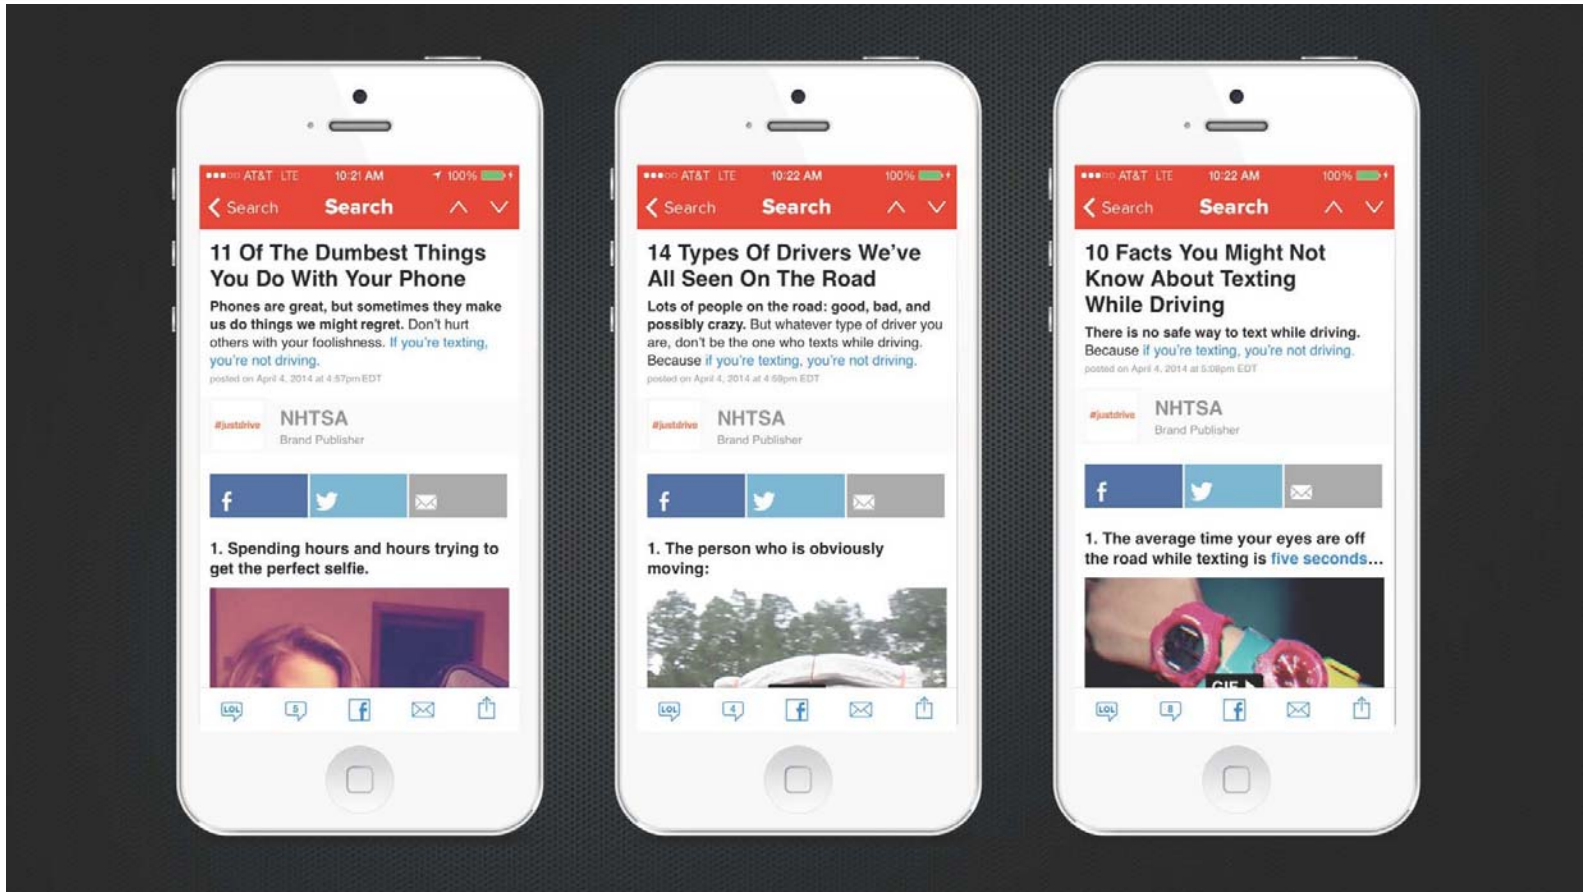 AT&T LTE 10:21 AM 100%
Search Search
11 Of The Dumbest Things
You Do With Your Phone
Phones are great, but sometimes they make
us do things we might regret. Don't hurt
others with your foolishness. If you're texting,
you're not driving.
posted on April 4, 2014 at 4:57pm EDT
#justdrive
NHTSA
Brand Publisher
f
1. Spending hours and hours trying to
get the perfect selfie.
LOL 5 f
AT&T LTE 10:22 AM 100%
Search Search
14 Types Of Drivers We've
All Seen On The Road
Lots of people on the road: good, bad, and
possibly crazy. But whatever type of driver you
are, don't be the one who texts while driving.
Because if you're texting, you're not driving.
posted on April 4, 2014 at 4:59pm EDT
#justdrive
NHTSA
Brand Publisher
f
1. The person who is obviously
moving:
LOL 4 f
AT&T LTE 10:22 AM 100%
Search Search
10 Facts You Might Not
Know About Texting
While Driving
There is no safe way to text while driving.
Because if you're texting, you're not driving.
posted on April 4, 2014 at 5:08pm EDT
#justdrive
NHTSA
Brand Publisher
f
1. The average time your eyes are off
the road while texting is five seconds...
GIF
LOL 8 f